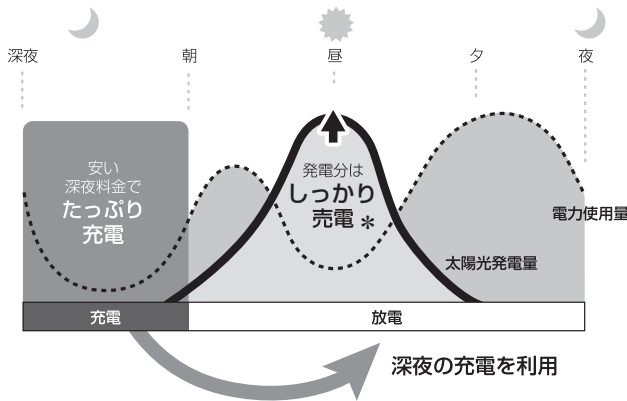 深夜
朝
昼
夕
夜
安い
深夜料金で
たっぷり
充電
発電分は
しっかり
売電＊
電力使用量
太陽光発電量
充電
放電
深夜の充電を利用